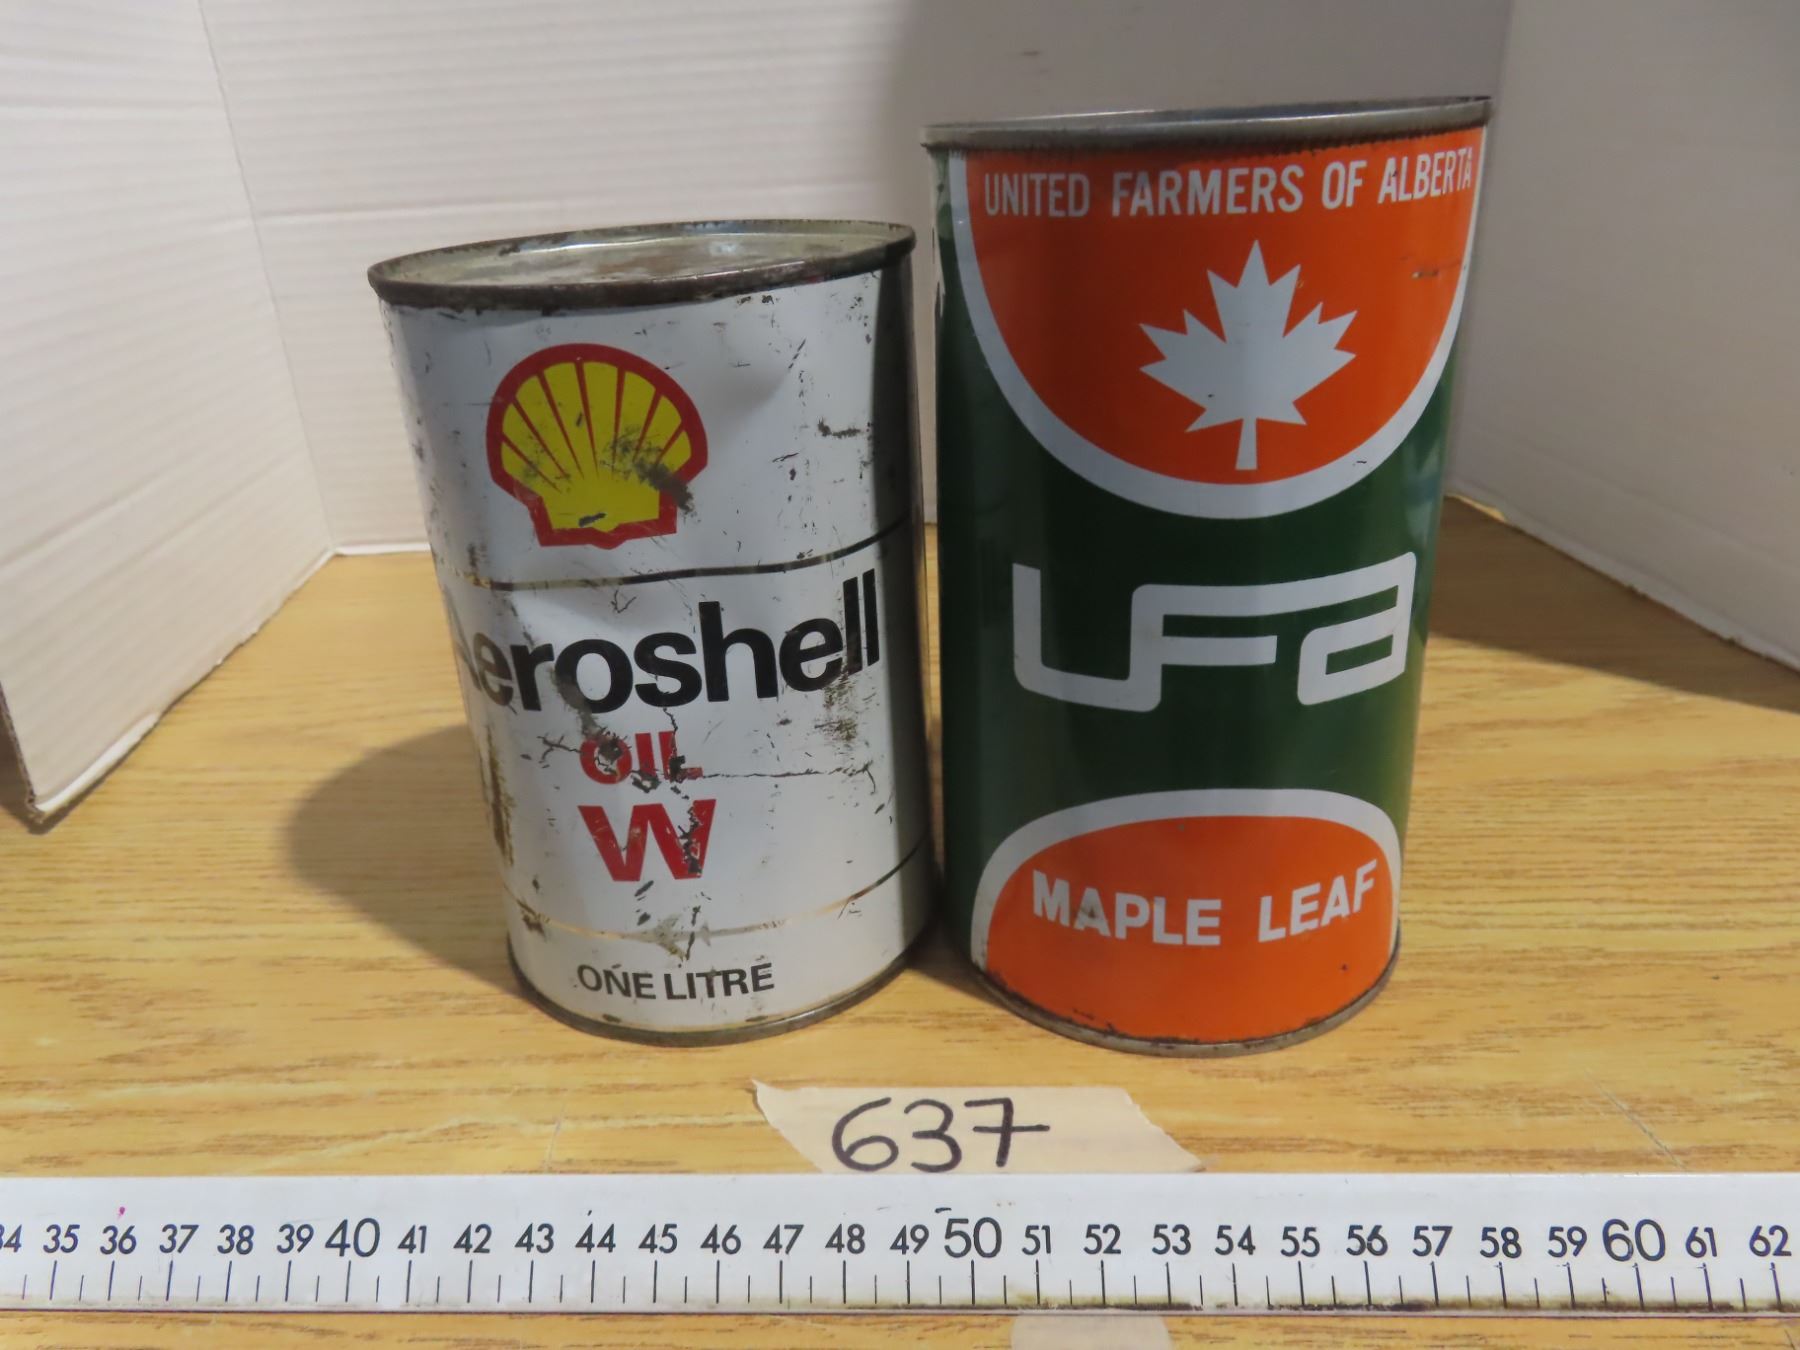 Aeroshell
OIL
W
ONE LITRE
UNITED FARMERS OF ALBERTA
UFA
MAPLE LEAF
637
34 35 36 37 38 39 40 41 42 43 44 45 46 47 48 49 50 51 52 53 54 55 56 57 58 59 60 61 62